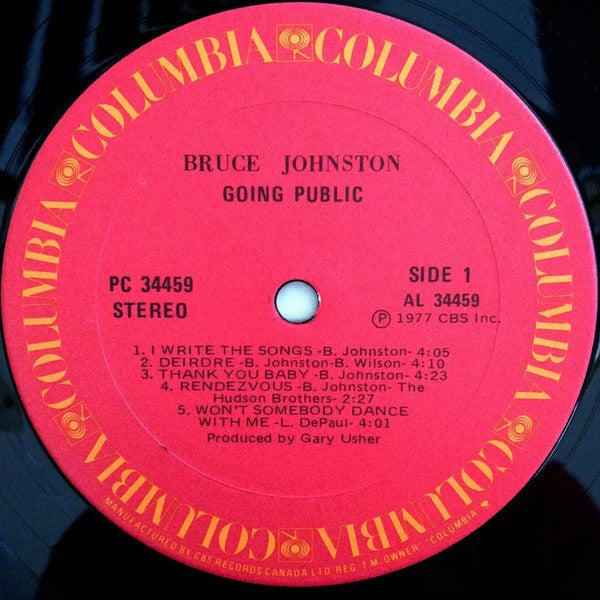 COLUMBIA COLUMBIA COLUMBIA COLUMBIA COLUMBIA COLUMBIA
BRUCE JOHNSTON
GOING PUBLIC
PC 34459
STEREO
SIDE 1
AL 34459
Ⓟ 1977 CBS Inc.
1. I WRITE THE SONGS -B. Johnston- 4:05
2. DEIRDRE -B. Johnston-B. Wilson- 4:10
3. THANK YOU BABY -B. Johnston- 4:23
4. RENDEZVOUS -B. Johnston- The
Hudson Brothers- 2:27
5. WON'T SOMEBODY DANCE
WITH ME -L. DePaul- 4:01
Produced by Gary Usher
MANUFACTURED BY CBS RECORDS CANADA LTD. REG. T.M. OWNER "COLUMBIA"